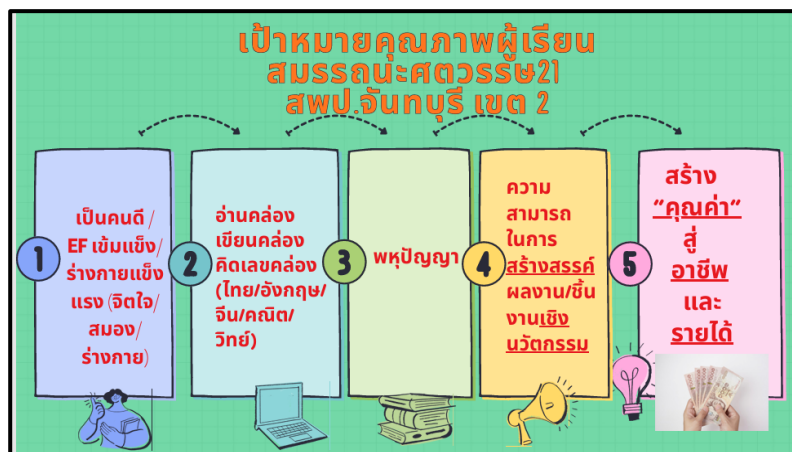 เป้าหมายคุณภาพผู้เรียน
สมรรถนะศตวรรษ21
สพป.จันทบุรี เขต 2
1
เป็นคนดี /
EF เข้มแข็ง/
ร่างกายแข็ง
แรง (จิตใจ/
สมอง/
ร่างกาย)
2
อ่านคล่อง
เขียนคล่อง
คิดเลขคล่อง
(ไทย/อังกฤษ/
จีน/คณิต/
วิทย์)
3
พหุปัญญา
4
ความ
สามารถ
ในการ
สร้างสรรค์
ผลงาน/ชิ้น
งานเชิง
นวัตกรรม
5
สร้าง
“คุณค่า”
สู่
อาชีพ
และ
รายได้